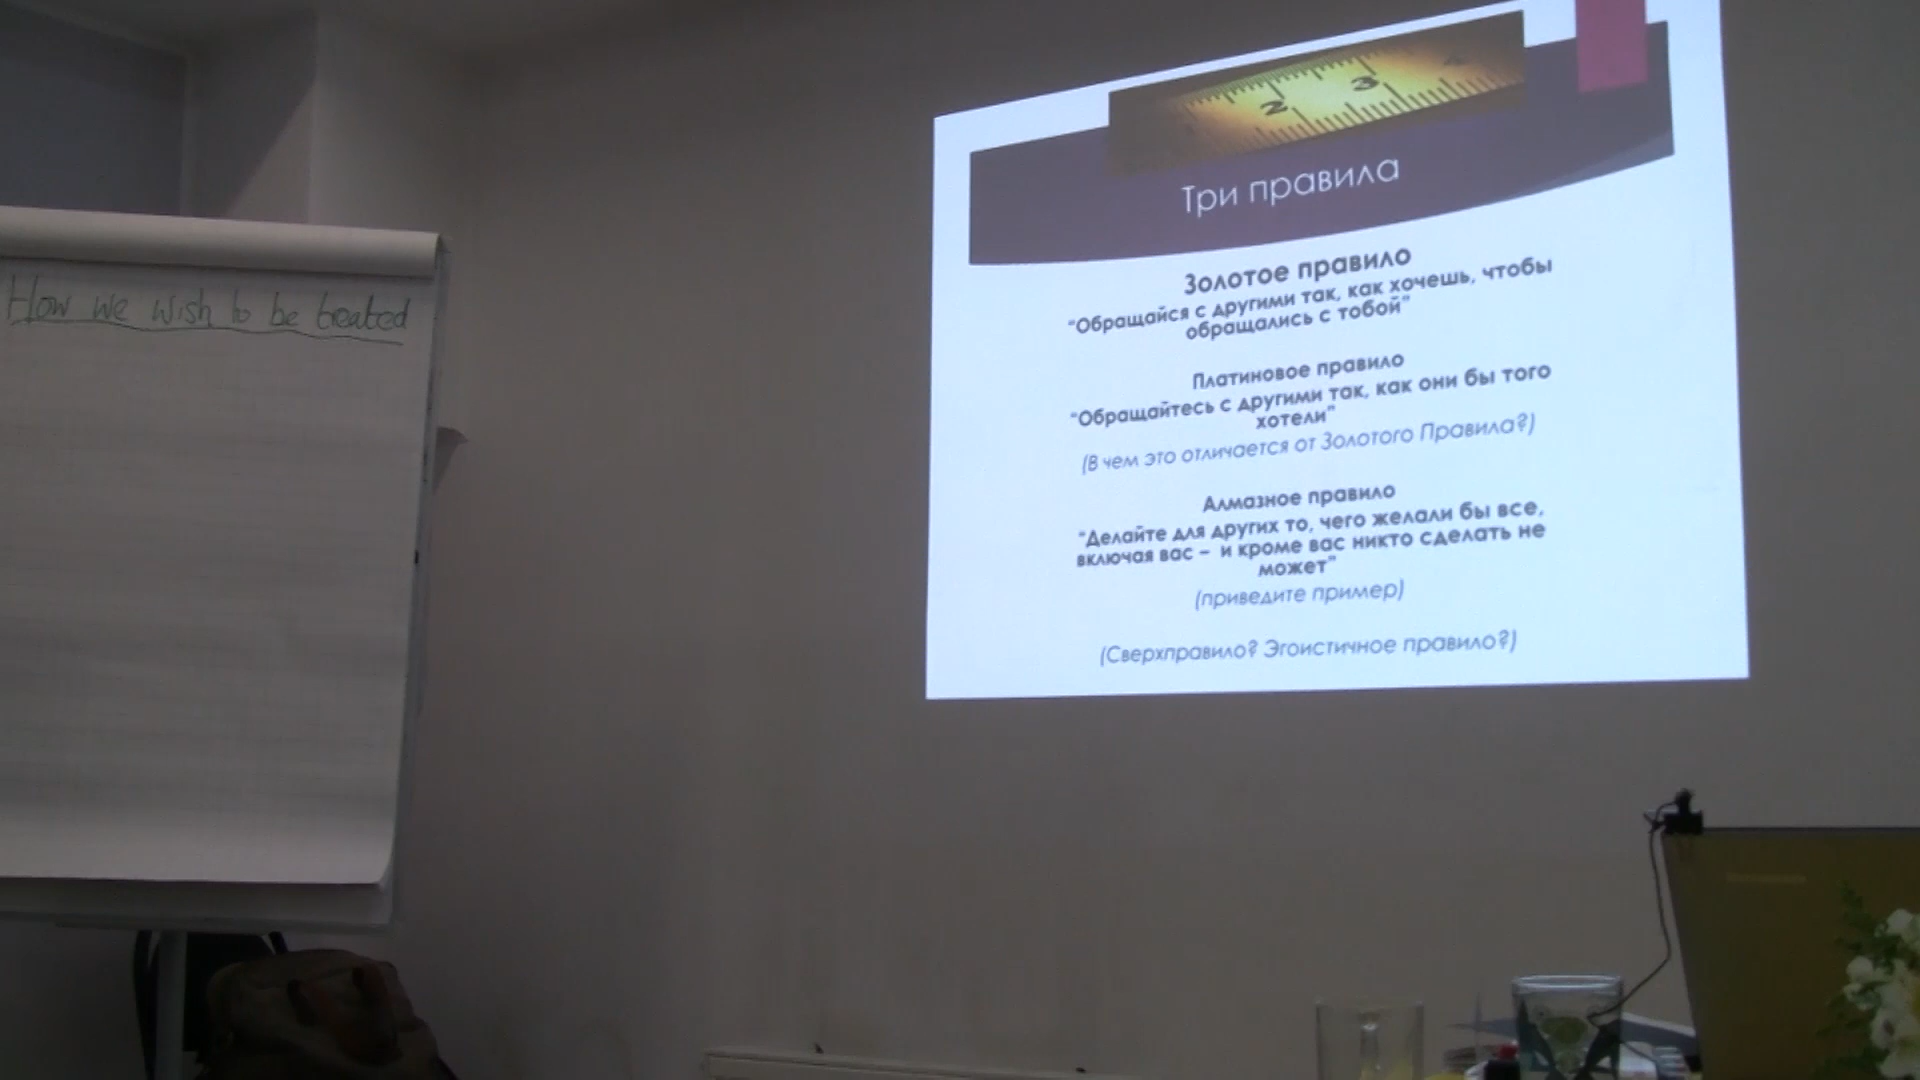 How we wish to be treated
2 3 4
Три правила
Золотое правило
“Обращайся с другими так, как хочешь, чтобы
обращались с тобой”
Платиновое правило
“Обращайтесь с другими так, как они бы того
хотели”
(В чем это отличается от Золотого Правила?)
Алмазное правило
“Делайте для других то, чего желали бы все,
включая вас – и кроме вас никто сделать не
может”
(приведите пример)
(Сверхправило? Эгоистичное правило?)